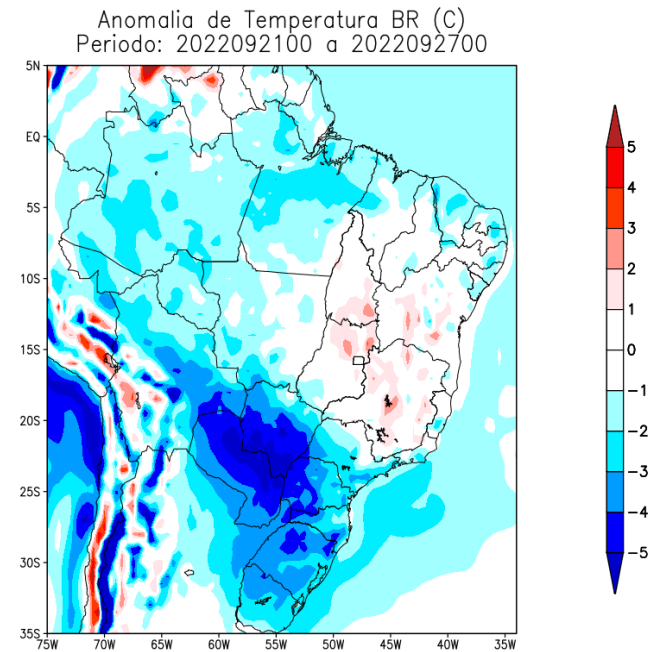 Anomalia de Temperatura BR (C)
Periodo: 2022092100 a 2022092700
5N
EQ
5S
10S
15S
20S
25S
30S
35S
75W 70W 65W 60W 55W 50W 45W 40W 35W
5
4
3
2
1
0
−1
−2
−3
−4
−5